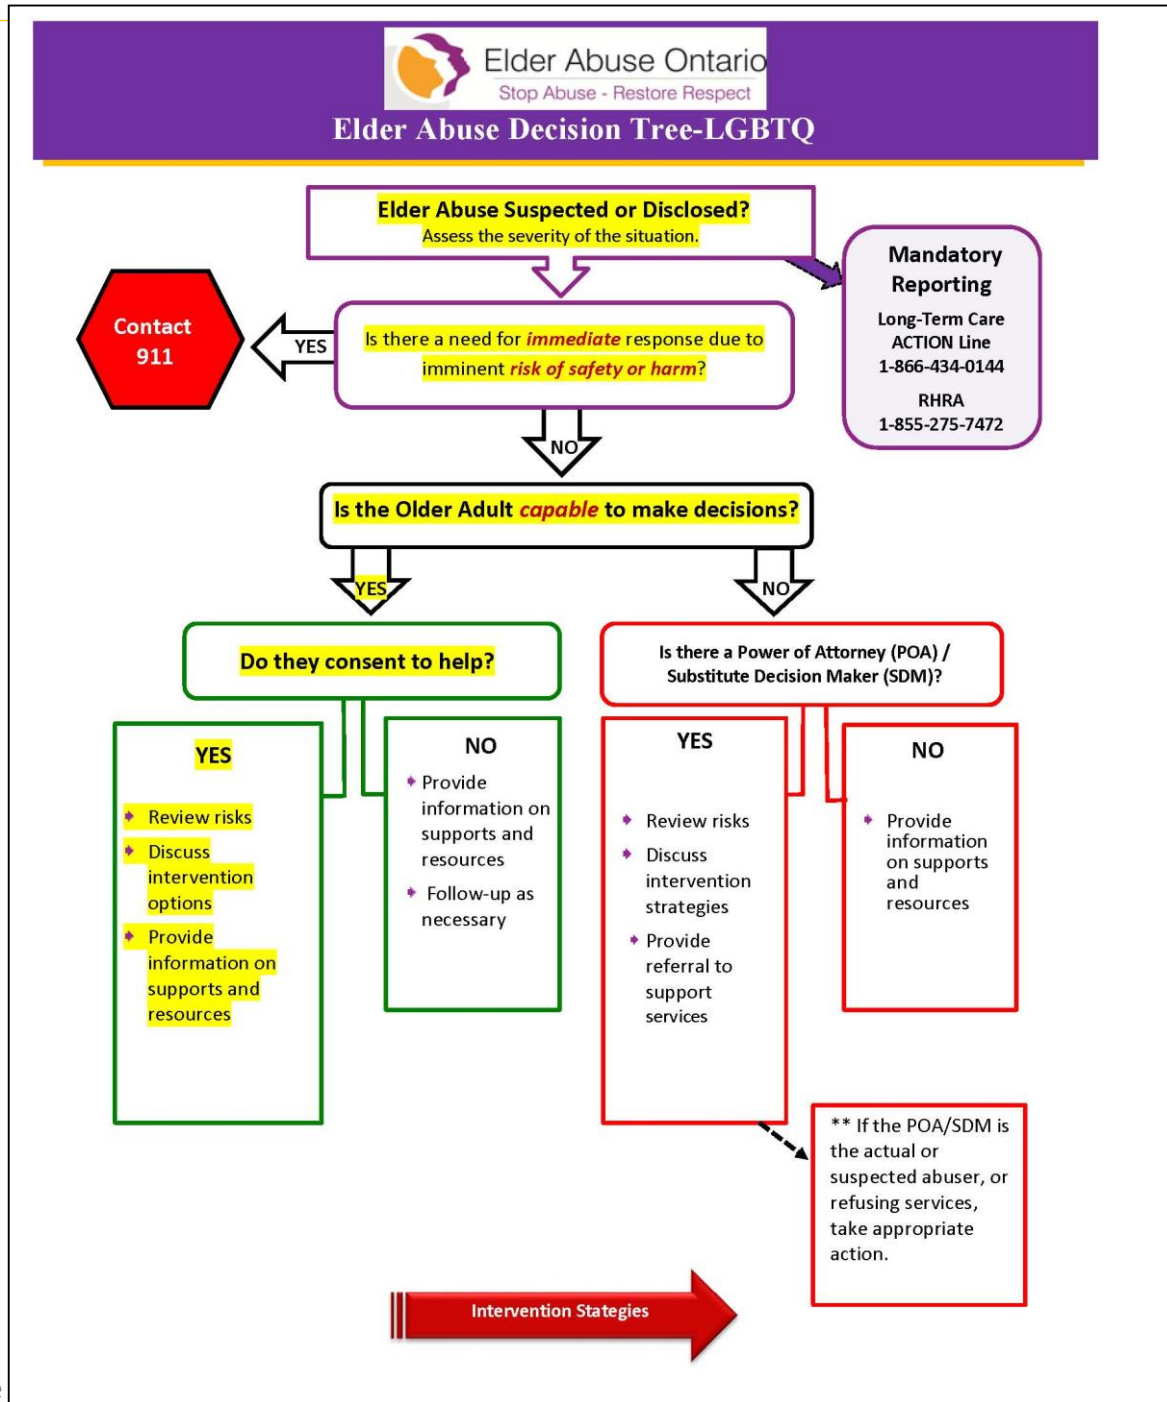 Elder Abuse Ontario
Stop Abuse - Restore Respect
Elder Abuse Decision Tree-LGBTQ
Elder Abuse Suspected or Disclosed?
Assess the severity of the situation.
Mandatory
Reporting
Long-Term Care
ACTION Line
1-866-434-0144
RHRA
1-855-275-7472
Contact
911
YES
Is there a need for immediate response due to
imminent risk of safety or harm?
NO
Is the Older Adult capable to make decisions?
YES
NO
Do they consent to help?
Is there a Power of Attorney (POA) /
Substitute Decision Maker (SDM)?
YES
Review risks
Discuss
intervention
options
Provide
information on
supports and
resources
NO
Provide
information on
supports and
resources
Follow-up as
necessary
YES
Review risks
Discuss
intervention
strategies
Provide
referral to
support
services
NO
Provide
information
on supports
and
resources
** If the POA/SDM is
the actual or
suspected abuser, or
refusing services,
take appropriate
action.
Intervention Stategies